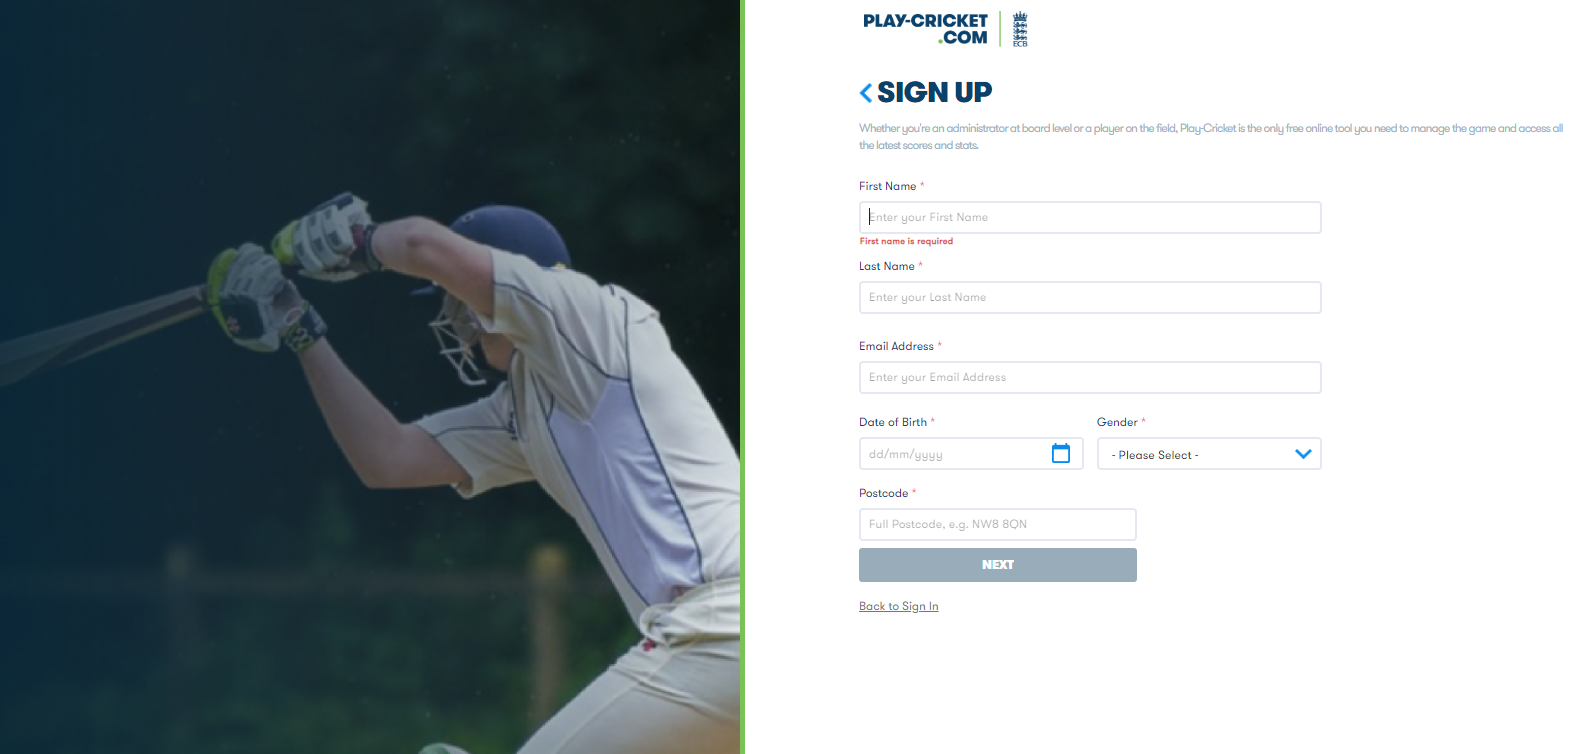 PLAY-CRICKET
.COM
ECB
SIGN UP
Whether you're an administrator at board level or a player on the field, Play-Cricket is the only free online tool you need to manage the game and access all
the latest scores and stats.
First Name *
Enter your First Name
First name is required
Last Name *
Enter your Last Name
Email Address *
Enter your Email Address
Date of Birth * Gender *
dd/mm/yyyy - Please Select -
Postcode *
Full Postcode, e.g. NW8 8QN
NEXT
Back to Sign In